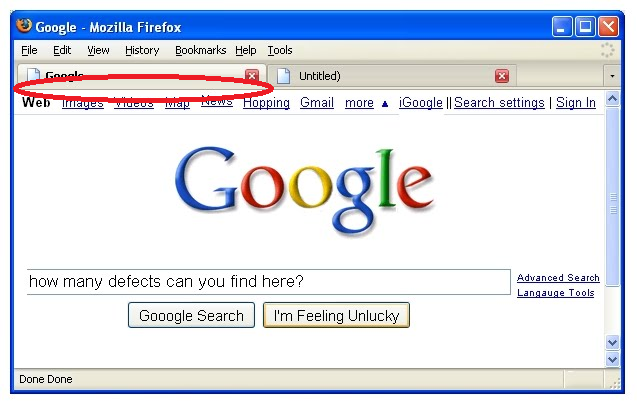 Google - Mozilla Firefox
File Edit View History Bookmarks Help Tools
Google Untitled)
Web Images Videos Map News Hopping Gmail more ▲ iGoogle || Search settings | Sign In
Google
how many defects can you find here?
Advanced Search
Langauge Tools
Gooogle Search I'm Feeling Unlucky
Done Done